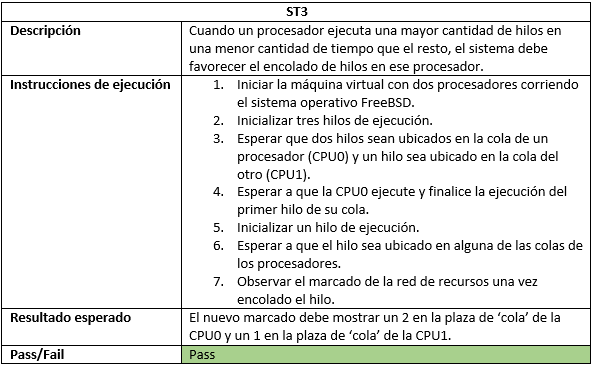 ST3
Descripción
Cuando un procesador ejecuta una mayor cantidad de hilos en
una menor cantidad de tiempo que el resto, el sistema debe
favorecer el encolado de hilos en ese procesador.
Instrucciones de ejecución
1. Iniciar la máquina virtual con dos procesadores corriendo
el sistema operativo FreeBSD.
2. Inicializar tres hilos de ejecución.
3. Esperar que dos hilos sean ubicados en la cola de un
procesador (CPU0) y un hilo sea ubicado en la cola del
otro (CPU1).
4. Esperar a que la CPU0 ejecute y finalice la ejecución del
primer hilo de su cola.
5. Inicializar un hilo de ejecución.
6. Esperar a que el hilo sea ubicado en alguna de las colas de
los procesadores.
7. Observar el marcado de la red de recursos una vez
encolado el hilo.
Resultado esperado
El nuevo marcado debe mostrar un 2 en la plaza de ‘cola’ de la
CPU0 y un 1 en la plaza de ‘cola’ de la CPU1.
Pass/Fail
Pass